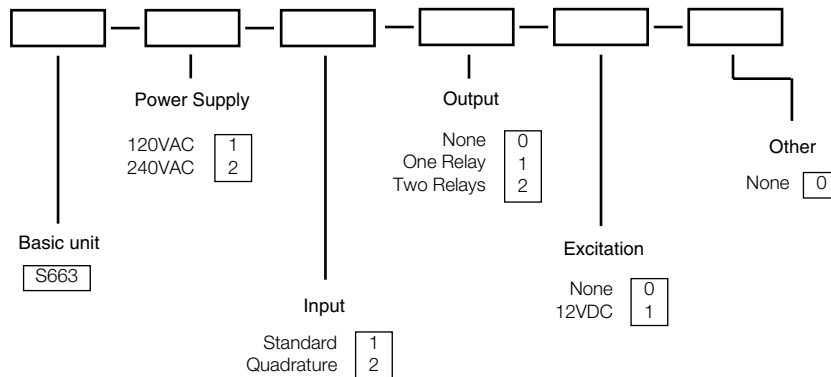 Power Supply
120VAC 1
240VAC 2
Output
None 0
One Relay 1
Two Relays 2
Other
None 0
Basic unit
S663
Excitation
None 0
12VDC 1
Input
Standard 1
Quadrature 2